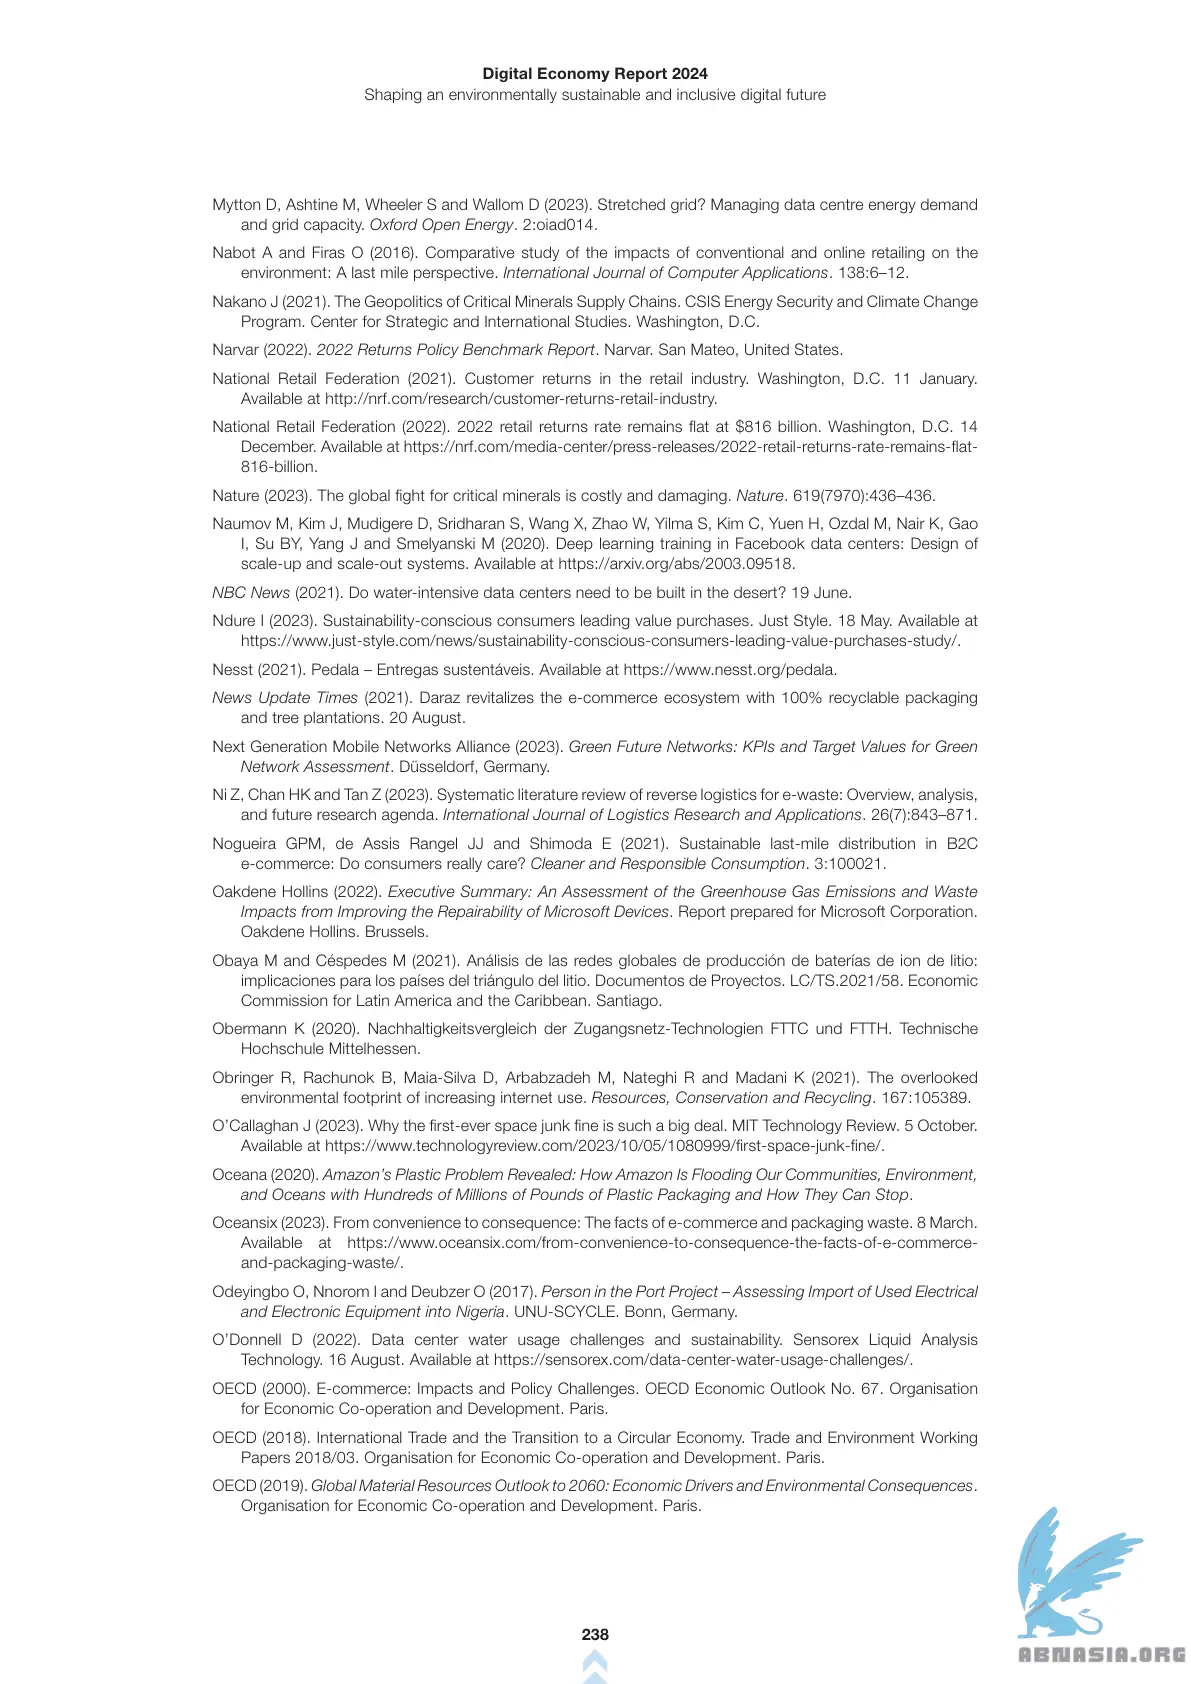 Digital Economy Report 2024
Shaping an environmentally sustainable and inclusive digital future
Mytton D, Ashtine M, Wheeler S and Wallom D (2023). Stretched grid? Managing data centre energy demand
and grid capacity. Oxford Open Energy. 2:oiad014.
Nabot A and Firas O (2016). Comparative study of the impacts of conventional and online retailing on the
environment: A last mile perspective. International Journal of Computer Applications. 138:6–12.
Nakano J (2021). The Geopolitics of Critical Minerals Supply Chains. CSIS Energy Security and Climate Change
Program. Center for Strategic and International Studies. Washington, D.C.
Narvar (2022). 2022 Returns Policy Benchmark Report. Narvar. San Mateo, United States.
National Retail Federation (2021). Customer returns in the retail industry. Washington, D.C. 11 January.
Available at http://nrf.com/research/customer-returns-retail-industry.
National Retail Federation (2022). 2022 retail returns rate remains flat at $816 billion. Washington, D.C. 14
December. Available at https://nrf.com/media-center/press-releases/2022-retail-returns-rate-remains-flat-
816-billion.
Nature (2023). The global fight for critical minerals is costly and damaging. Nature. 619(7970):436–436.
Naumov M, Kim J, Mudigere D, Sridharan S, Wang X, Zhao W, Yilma S, Kim C, Yuen H, Ozdal M, Nair K, Gao
I, Su BY, Yang J and Smelyanski M (2020). Deep learning training in Facebook data centers: Design of
scale-up and scale-out systems. Available at https://arxiv.org/abs/2003.09518.
NBC News (2021). Do water-intensive data centers need to be built in the desert? 19 June.
Ndure I (2023). Sustainability-conscious consumers leading value purchases. Just Style. 18 May. Available at
https://www.just-style.com/news/sustainability-conscious-consumers-leading-value-purchases-study/.
Nesst (2021). Pedala – Entregas sustentáveis. Available at https://www.nesst.org/pedala.
News Update Times (2021). Daraz revitalizes the e-commerce ecosystem with 100% recyclable packaging
and tree plantations. 20 August.
Next Generation Mobile Networks Alliance (2023). Green Future Networks: KPIs and Target Values for Green
Network Assessment. Düsseldorf, Germany.
Ni Z, Chan HK and Tan Z (2023). Systematic literature review of reverse logistics for e-waste: Overview, analysis,
and future research agenda. International Journal of Logistics Research and Applications. 26(7):843–871.
Nogueira GPM, de Assis Rangel JJ and Shimoda E (2021). Sustainable last-mile distribution in B2C
e-commerce: Do consumers really care? Cleaner and Responsible Consumption. 3:100021.
Oakdene Hollins (2022). Executive Summary: An Assessment of the Greenhouse Gas Emissions and Waste
Impacts from Improving the Repairability of Microsoft Devices. Report prepared for Microsoft Corporation.
Oakdene Hollins. Brussels.
Obaya M and Céspedes M (2021). Análisis de las redes globales de producción de baterías de ion de litio:
implicaciones para los países del triángulo del litio. Documentos de Proyectos. LC/TS.2021/58. Economic
Commission for Latin America and the Caribbean. Santiago.
Obermann K (2020). Nachhaltigkeitsvergleich der Zugangsnetz-Technologien FTTC und FTTH. Technische
Hochschule Mittelhessen.
Obringer R, Rachunok B, Maia-Silva D, Arbabzadeh M, Nateghi R and Madani K (2021). The overlooked
environmental footprint of increasing internet use. Resources, Conservation and Recycling. 167:105389.
O’Callaghan J (2023). Why the first-ever space junk fine is such a big deal. MIT Technology Review. 5 October.
Available at https://www.technologyreview.com/2023/10/05/1080999/first-space-junk-fine/.
Oceana (2020). Amazon’s Plastic Problem Revealed: How Amazon Is Flooding Our Communities, Environment,
and Oceans with Hundreds of Millions of Pounds of Plastic Packaging and How They Can Stop.
Oceansix (2023). From convenience to consequence: The facts of e-commerce and packaging waste. 8 March.
Available at https://www.oceansix.com/from-convenience-to-consequence-the-facts-of-e-commerce-
and-packaging-waste/.
Odeyingbo O, Nnorom I and Deubzer O (2017). Person in the Port Project – Assessing Import of Used Electrical
and Electronic Equipment into Nigeria. UNU-SCYCLE. Bonn, Germany.
O’Donnell D (2022). Data center water usage challenges and sustainability. Sensorex Liquid Analysis
Technology. 16 August. Available at https://sensorex.com/data-center-water-usage-challenges/.
OECD (2000). E-commerce: Impacts and Policy Challenges. OECD Economic Outlook No. 67. Organisation
for Economic Co-operation and Development. Paris.
OECD (2018). International Trade and the Transition to a Circular Economy. Trade and Environment Working
Papers 2018/03. Organisation for Economic Co-operation and Development. Paris.
OECD (2019). Global Material Resources Outlook to 2060: Economic Drivers and Environmental Consequences.
Organisation for Economic Co-operation and Development. Paris.
238
ABNASIA.ORG